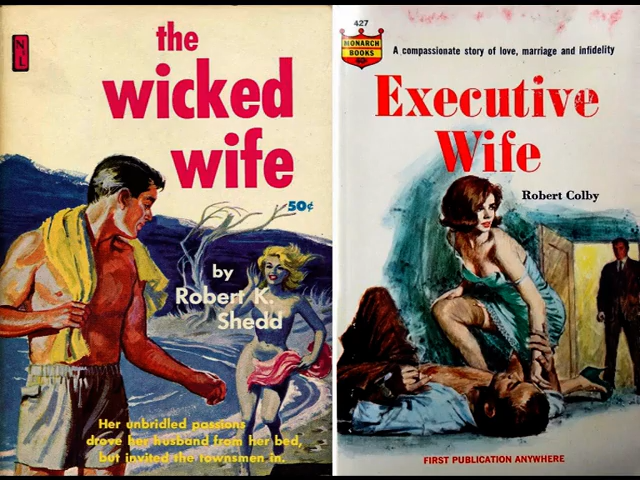 the
wicked
wife
50¢
by
Robert K.
Shedd
Her unbridled passions
drove her husband from her bed,
but invited the townsmen in.
427
MONARCH
BOOKS
A compassionate story of love, marriage and infidelity
Executive
Wife
Robert Colby
FIRST PUBLICATION ANYWHERE